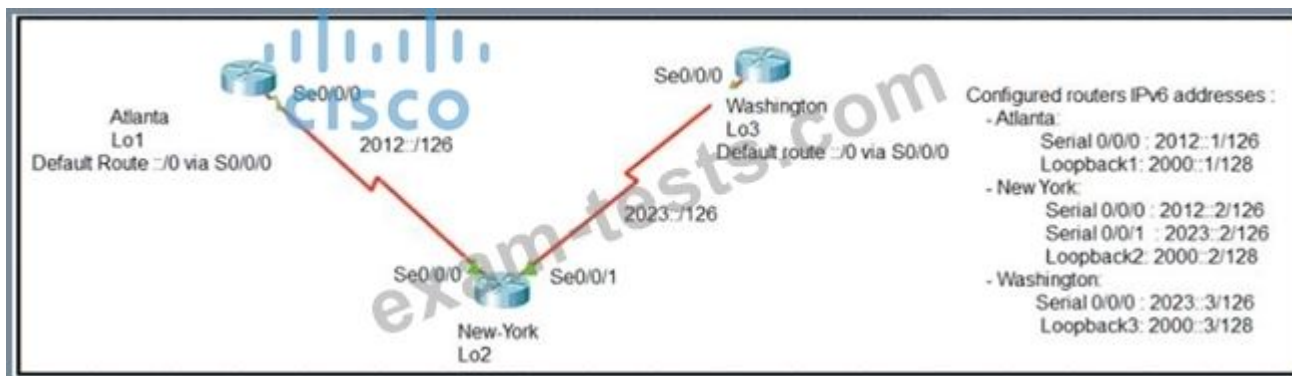 CISCO
Se0/0/0
Atlanta
Lo1
Default Route ::/0 via S0/0/0
2012::/126
Se0/0/0
Washington
Lo3
Default route ::/0 via S0/0/0
2023::/126
Se0/0/0
Se0/0/1
New-York
Lo2
Configured routers IPv6 addresses :
- Atlanta:
Serial 0/0/0 : 2012::1/126
Loopback1: 2000::1/128
- New York:
Serial 0/0/0 : 2012::2/126
Serial 0/0/1 : 2023::2/126
Loopback2: 2000::2/128
- Washington:
Serial 0/0/0 : 2023::3/126
Loopback3: 2000::3/128
exam-tests.com